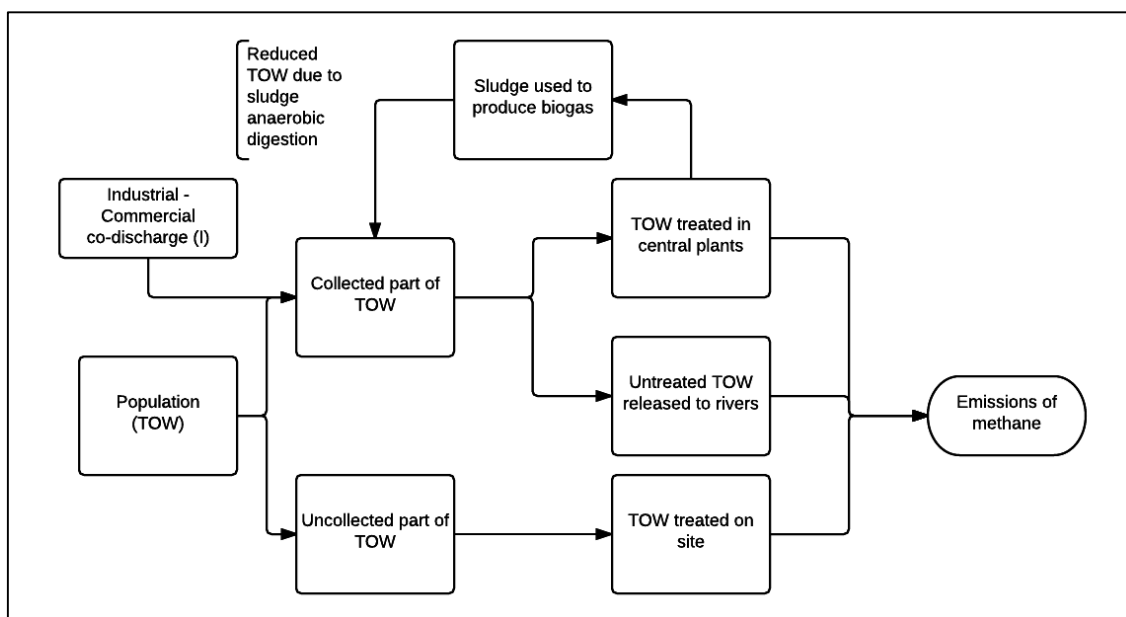 Reduced
TOW due to
sludge
anaerobic
digestion
Sludge used to
produce biogas
Industrial -
Commercial
co-discharge (I)
TOW treated in
central plants
Collected part of
TOW
Population
(TOW)
Untreated TOW
released to rivers
Emissions of
methane
Uncollected part of
TOW
TOW treated on
site